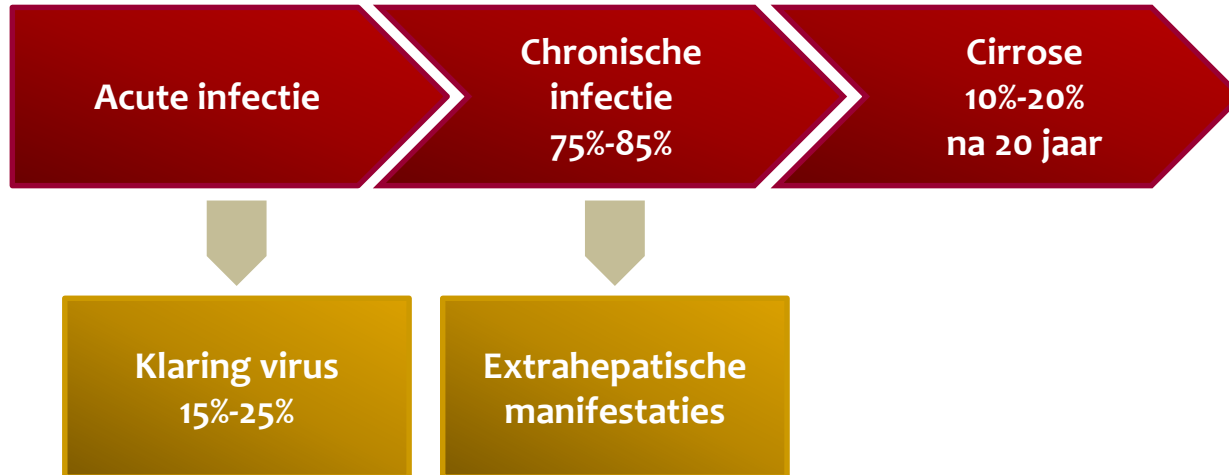 Acute infectie
Chronische
infectie
75%-85%
Cirrose
10%-20%
na 20 jaar
Klaring virus
15%-25%
Extrahepatische
manifestaties